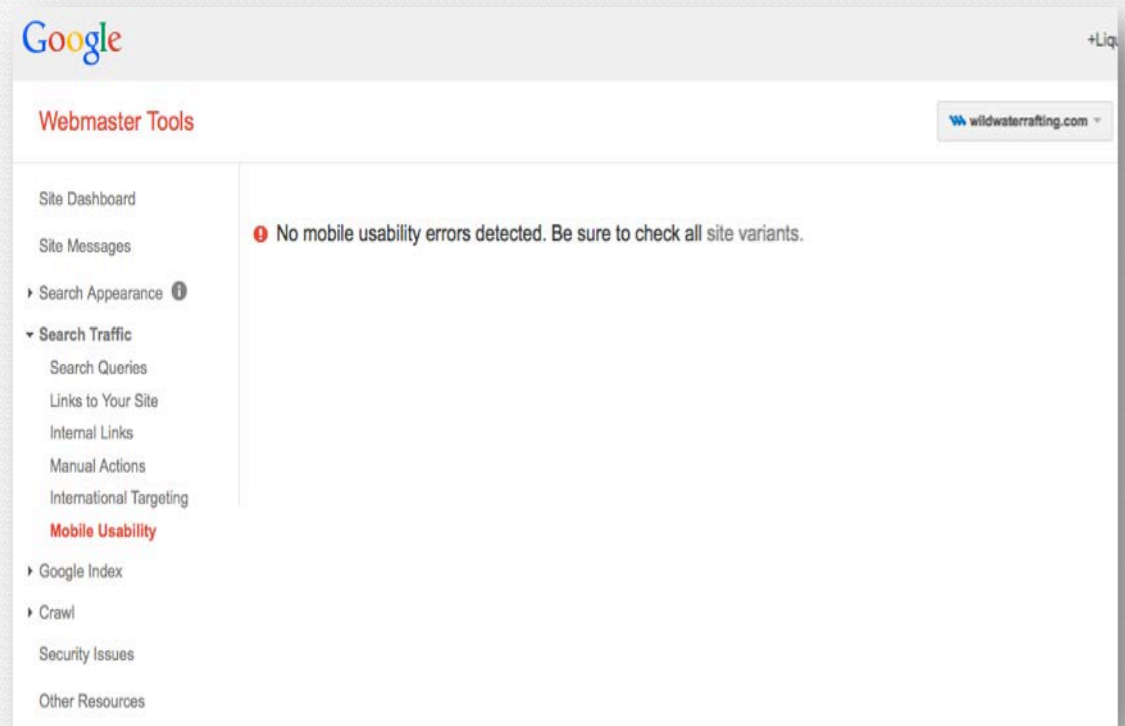 Google
+Liq
Webmaster Tools
wildwaterrafting.com
Site Dashboard
Site Messages
Search Appearance
Search Traffic
Search Queries
Links to Your Site
Internal Links
Manual Actions
International Targeting
Mobile Usability
Google Index
Crawl
Security Issues
Other Resources
No mobile usability errors detected. Be sure to check all site variants.